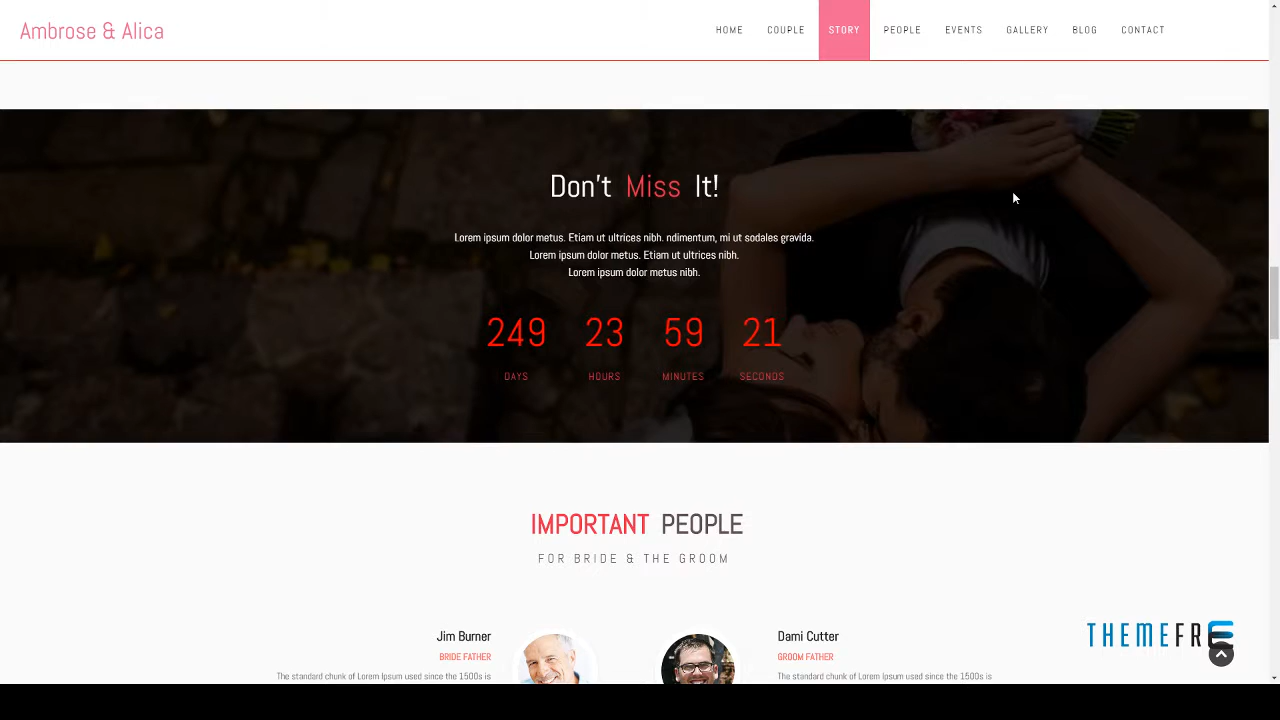 Ambrose & Alica
HOME COUPLE STORY PEOPLE EVENTS GALLERY BLOG CONTACT
Don't Miss It!
Lorem ipsum dolor metus. Etiam ut ultrices nibh. ndimentum, mi ut sodales gravida.
Lorem ipsum dolor metus. Etiam ut ultrices nibh.
Lorem ipsum dolor metus nibh.
249 23 59 21
DAYS HOURS MINUTES SECONDS
IMPORTANT PEOPLE
FOR BRIDE & THE GROOM
Jim Burner
BRIDE FATHER
The standard chunk of Lorem Ipsum used since the 1500s is
Dami Cutter
GROOM FATHER
The standard chunk of Lorem Ipsum used since the 1500s is
THEMEFRE